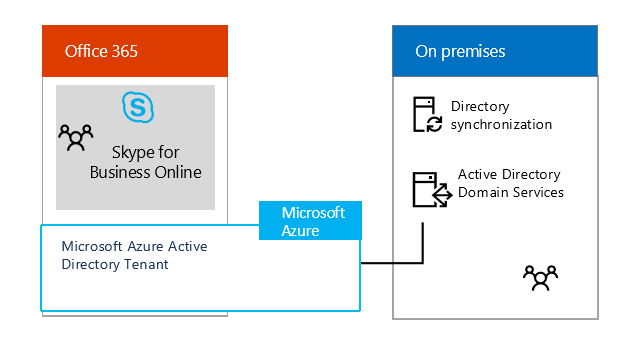 Office 365
On premises
S
Skype for
Business Online
Directory
synchronization
Active Directory
Domain Services
Microsoft
Azure
Microsoft Azure Active
Directory Tenant